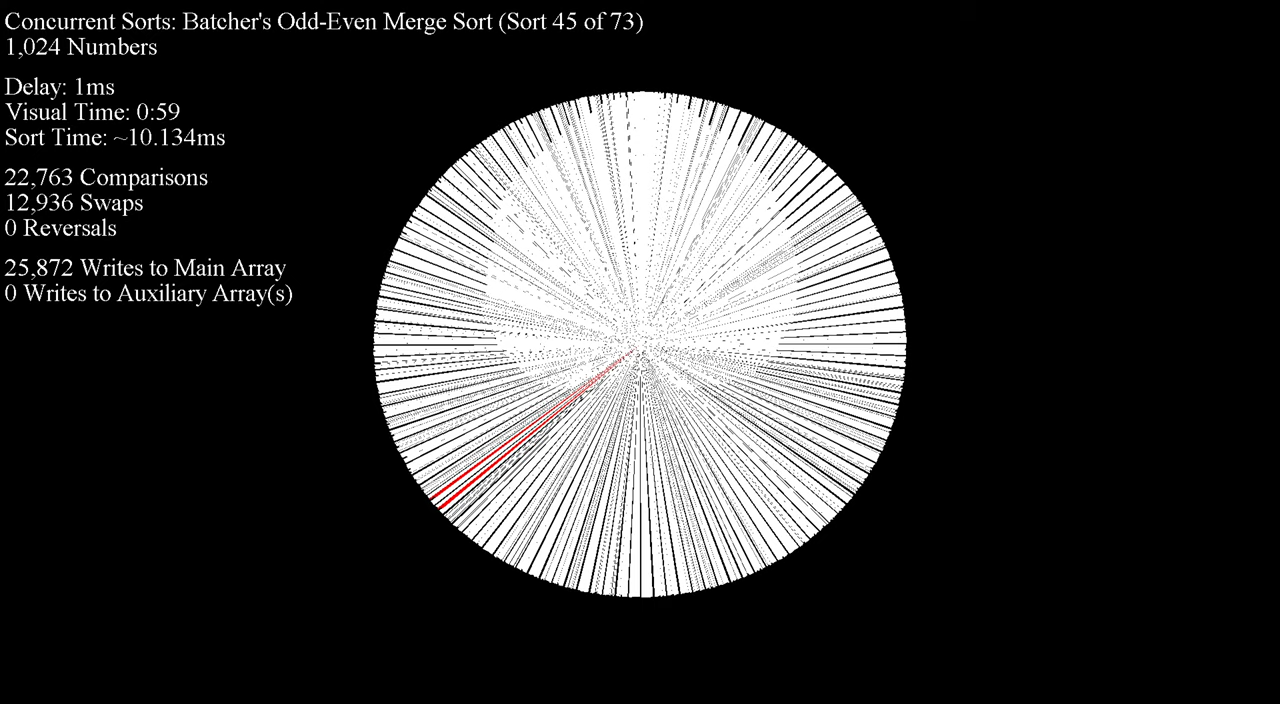 Concurrent Sorts: Batcher's Odd-Even Merge Sort (Sort 45 of 73)
1,024 Numbers
Delay: 1ms
Visual Time: 0:59
Sort Time: ~10.134ms
22,763 Comparisons
12,936 Swaps
0 Reversals
25,872 Writes to Main Array
0 Writes to Auxiliary Array(s)